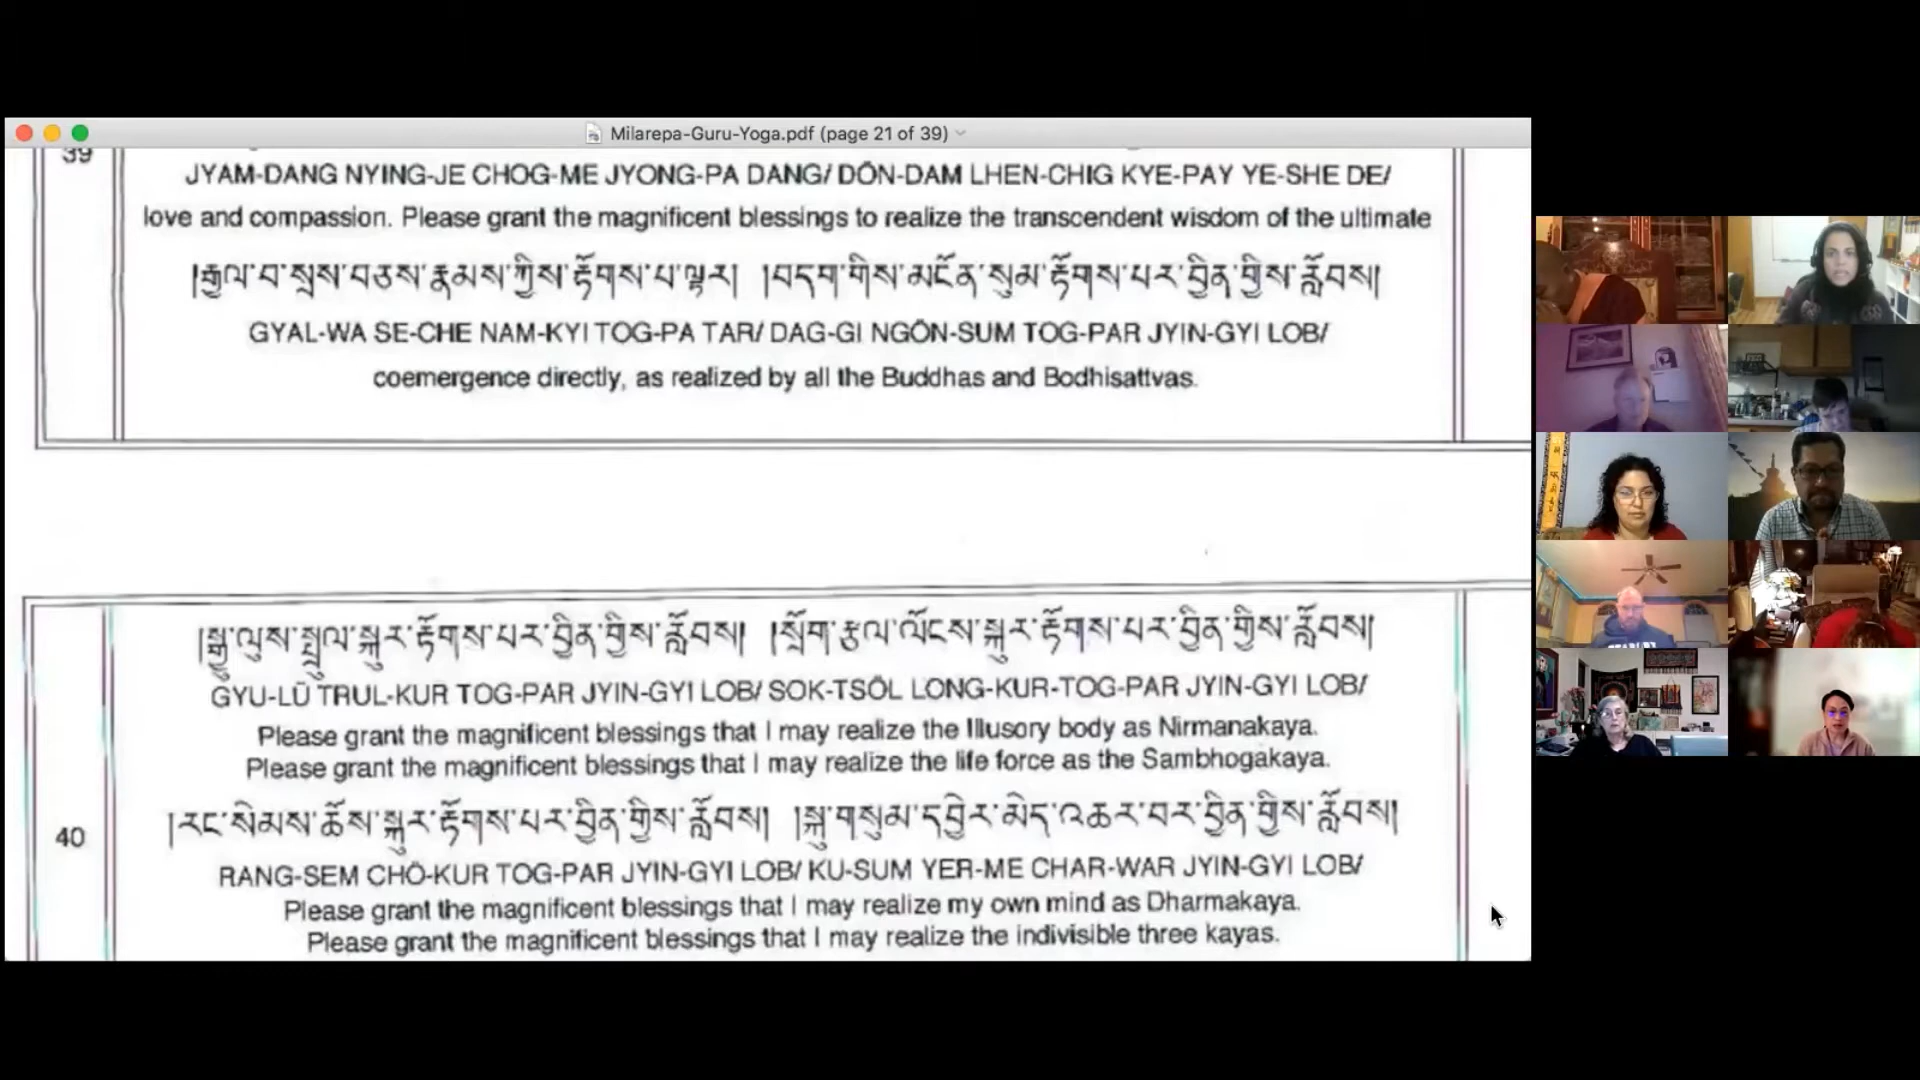 Milarepa-Guru-Yoga.pdf (page 21 of 39)
39
JYAM-DANG NYING-JE CHOG-ME JYONG-PA DANG/ DÖN-DAM LHEN-CHIG KYE-PAY YE-SHE DE/
love and compassion. Please grant the magnificent blessings to realize the transcendent wisdom of the ultimate
།རྒྱལ་བ་སྲས་བཅས་རྣམས་ཀྱིས་རྟོགས་པ་ལྟར། །བདག་གིས་མངོན་སུམ་རྟོགས་པར་བྱིན་གྱིས་རློབས།
GYAL-WA SE-CHE NAM-KYI TOG-PA TAR/ DAG-GI NGÖN-SUM TOG-PAR JYIN-GYI LOB/
coemergence directly, as realized by all the Buddhas and Bodhisattvas.
།སྒྱུ་ལུས་སྤྲུལ་སྐུར་རྟོགས་པར་བྱིན་གྱིས་རློབས། །སྲོག་རྩལ་ལོངས་སྐུར་རྟོགས་པར་བྱིན་གྱིས་རློབས།
GYU-LÜ TRUL-KUR TOG-PAR JYIN-GYI LOB/ SOK-TSÖL LONG-KUR-TOG-PAR JYIN-GYI LOB/
Please grant the magnificent blessings that I may realize the Illusory body as Nirmanakaya.
Please grant the magnificent blessings that I may realize the life force as the Sambhogakaya.
།རང་སེམས་ཆོས་སྐུར་རྟོགས་པར་བྱིན་གྱིས་རློབས། །སྐུ་གསུམ་དབྱེར་མེད་འཆར་བར་བྱིན་གྱིས་རློབས།
40
RANG-SEM CHÖ-KUR TOG-PAR JYIN-GYI LOB/ KU-SUM YER-ME CHAR-WAR JYIN-GYI LOB/
Please grant the magnificent blessings that I may realize my own mind as Dharmakaya.
Please grant the magnificent blessings that I may realize the indivisible three kayas.